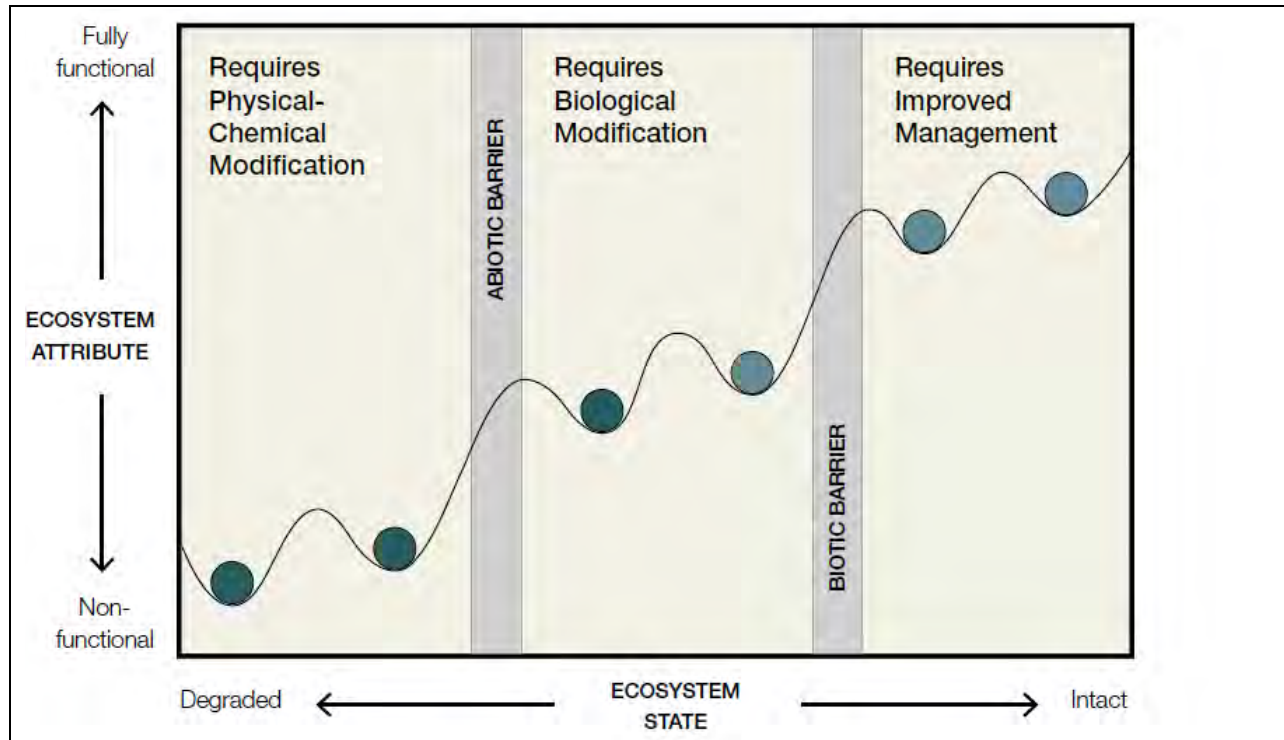 Fully
functional
ECOSYSTEM
ATTRIBUTE
Non-
functional
Requires
Physical-
Chemical
Modification
ABIOTIC BARRIER
Requires
Biological
Modification
BIOTIC BARRIER
Requires
Improved
Management
Degraded
ECOSYSTEM
STATE
Intact